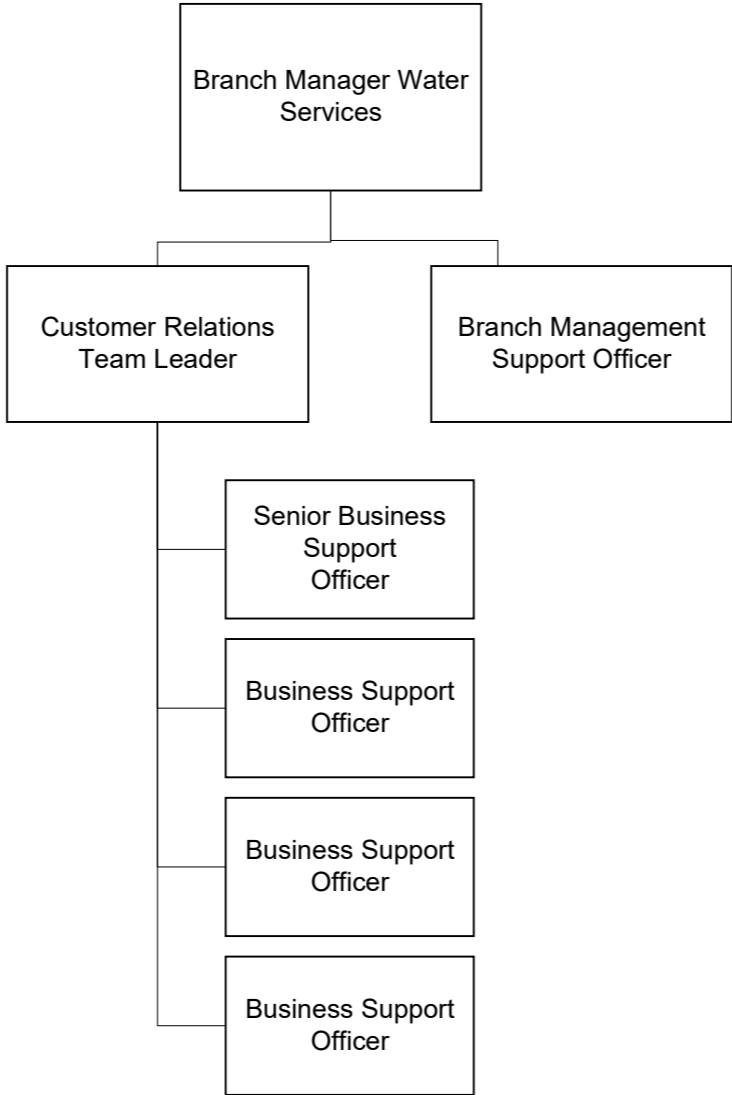 Branch Manager Water
Services
Customer Relations
Team Leader
Branch Management
Support Officer
Senior Business
Support
Officer
Business Support
Officer
Business Support
Officer
Business Support
Officer